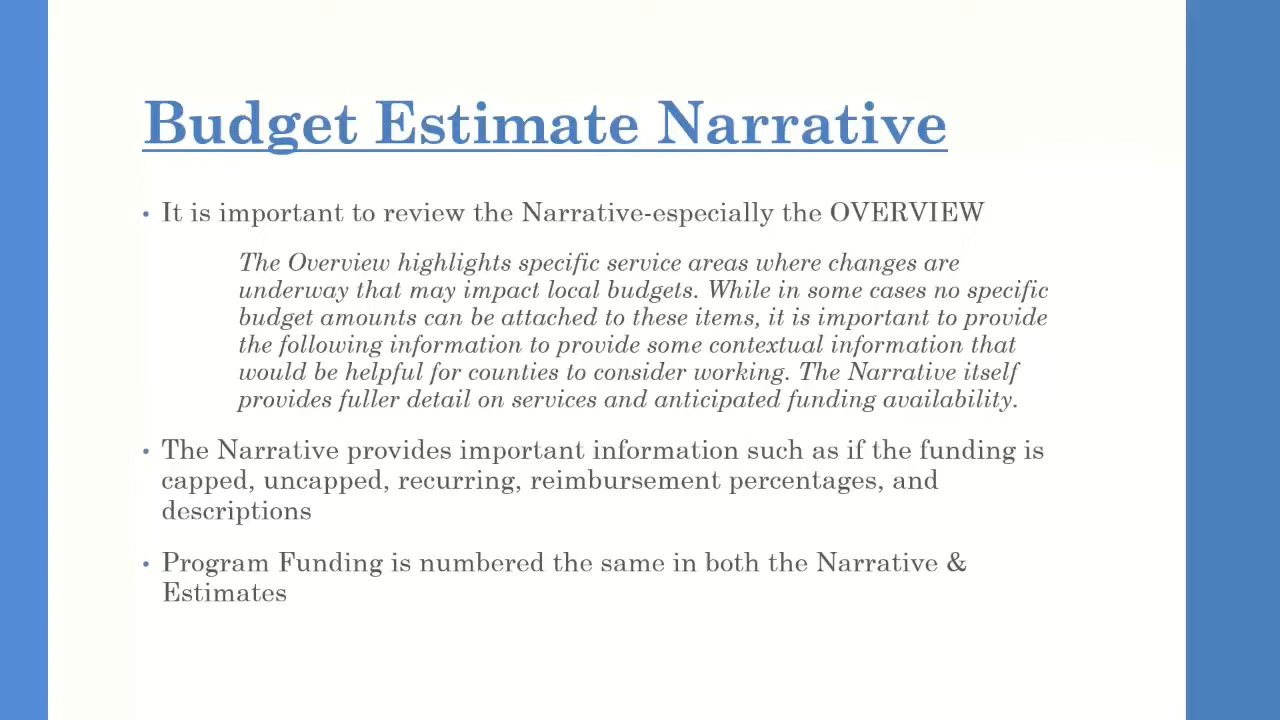 Budget Estimate Narrative
• It is important to review the Narrative-especially the OVERVIEW
The Overview highlights specific service areas where changes are
underway that may impact local budgets. While in some cases no specific
budget amounts can be attached to these items, it is important to provide
the following information to provide some contextual information that
would be helpful for counties to consider working. The Narrative itself
provides fuller detail on services and anticipated funding availability.
• The Narrative provides important information such as if the funding is
capped, uncapped, recurring, reimbursement percentages, and
descriptions
• Program Funding is numbered the same in both the Narrative &
Estimates